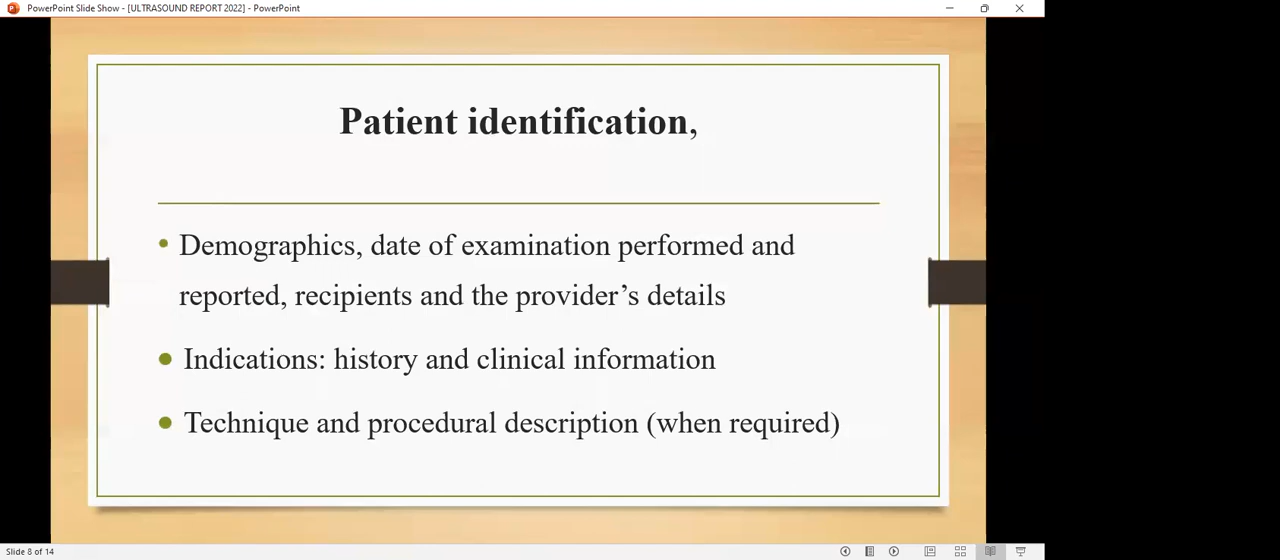 PowerPoint Slide Show - [ULTRASOUND REPORT 2022] - PowerPoint
Patient identification,
Demographics, date of examination performed and
reported, recipients and the provider’s details
Indications: history and clinical information
Technique and procedural description (when required)
Slide 8 of 14